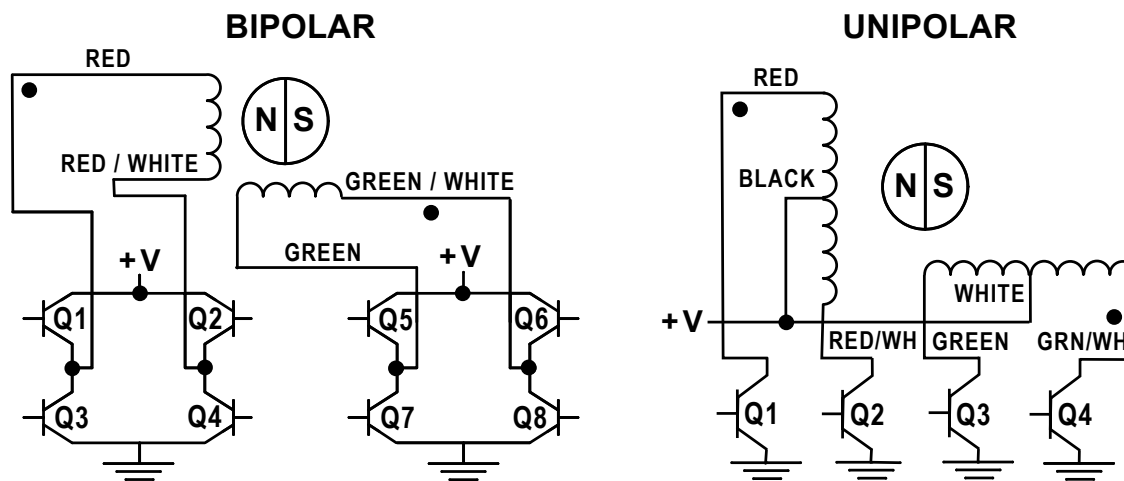 BIPOLAR
RED
N S
RED / WHITE
GREEN / WHITE
GREEN
+V
+V
Q1
Q2
Q5
Q6
Q3
Q4
Q7
Q8
UNIPOLAR
RED
BLACK
N S
WHITE
+V
RED/WH
GREEN
GRN/WH
Q1
Q2
Q3
Q4